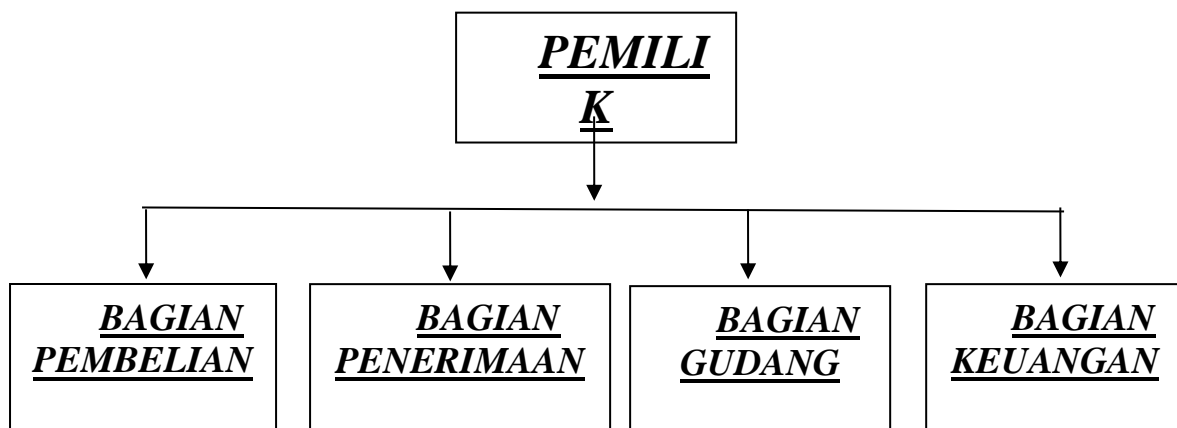 PEMILI
K
BAGIAN
PEMBELIAN
BAGIAN
PENERIMAAN
BAGIAN
GUDANG
BAGIAN
KEUANGAN